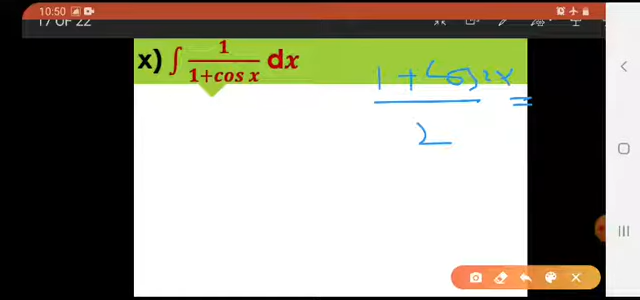 10:50
17 OF 22
x) ∫ 1/(1+cos x) dx
1 + Cos 2x =
2